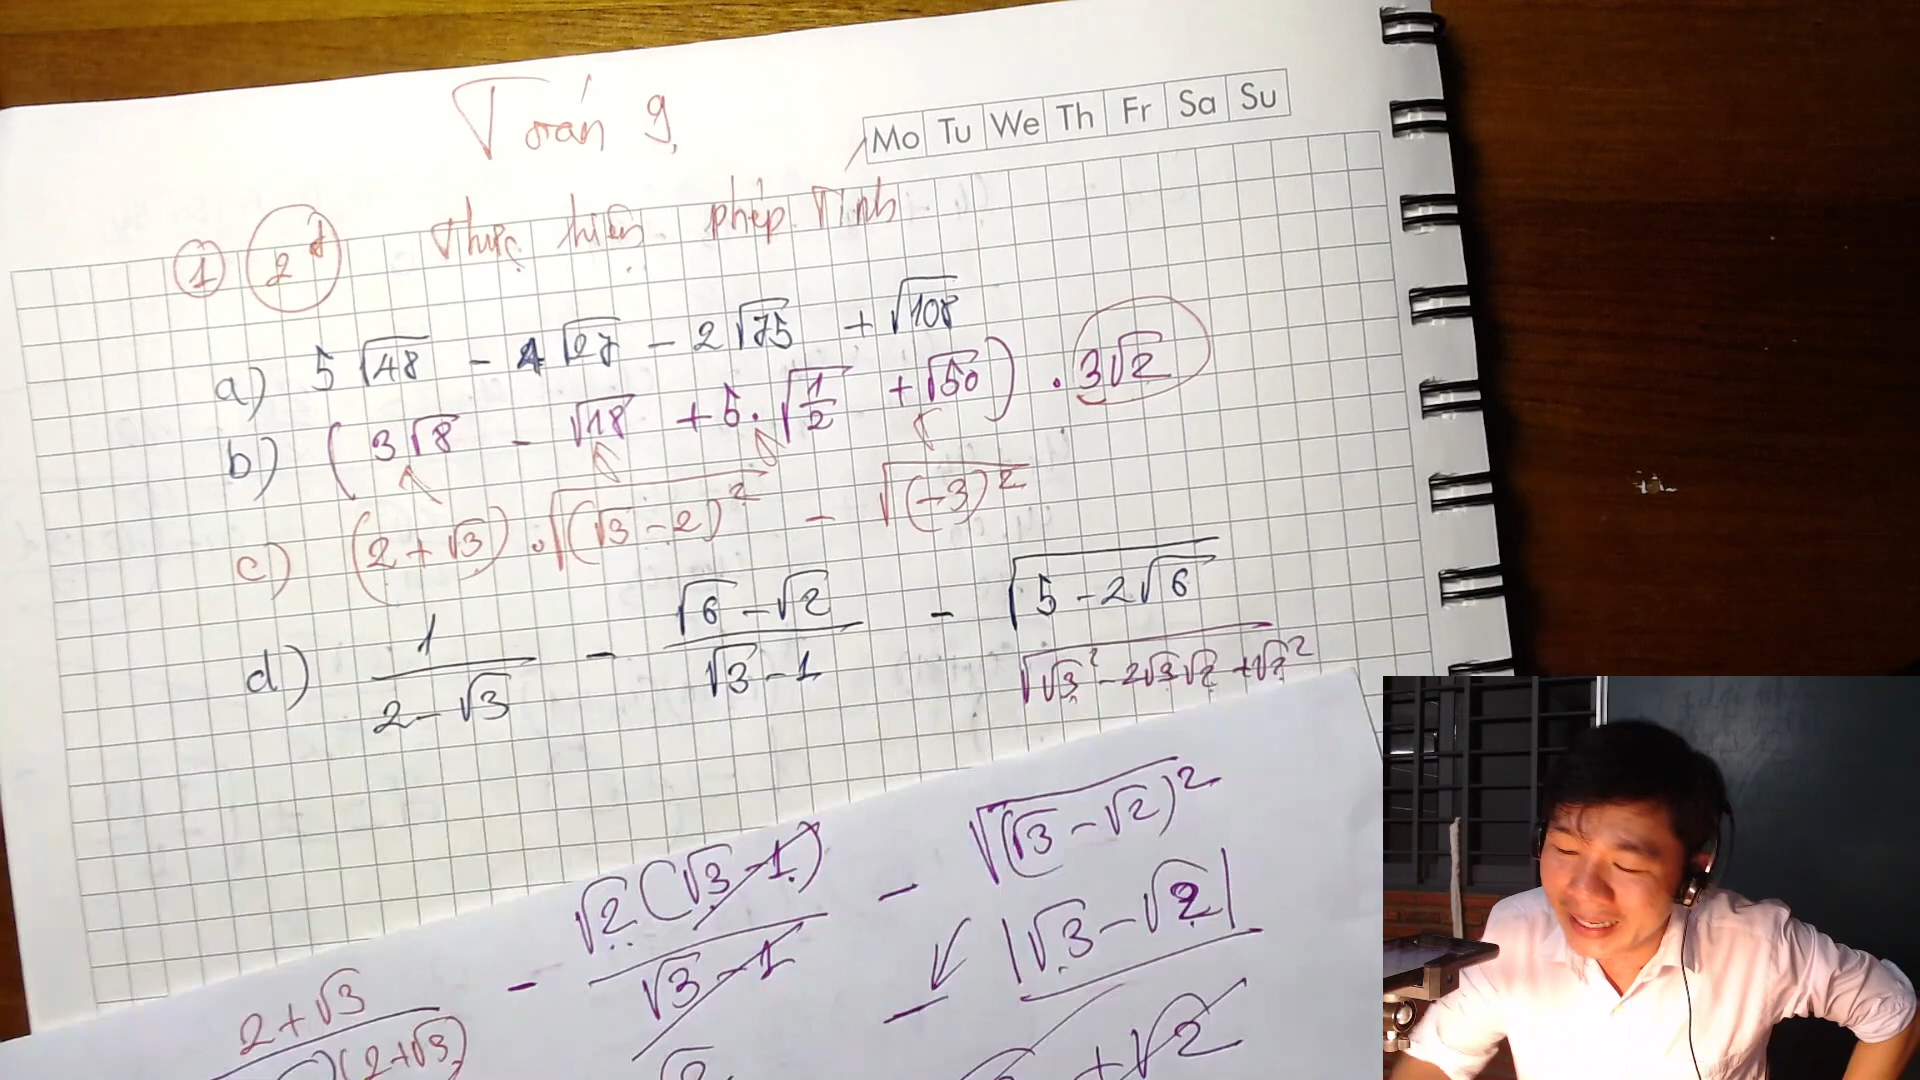 Toán 9,
Mo Tu We Th Fr Sa Su
① 2đ thực hiện phép tính
a) 5√48 - 4√27 - 2√75 + √108
b) (3√8 - √18 + 5.√(1/2) + √50) . 3√2
c) (2+√3).√((√3-2)²) - √((-3)²)
d) 1/(2-√3) - (√6-√2)/(√3-1) - √(5-2√6)
√(√3² - 2√3√2 + √2²)
2+√3 - √2(√3-1)/(√3-1) - √((√3-√2)²)
(2+√3)
- |√3-√2|
√2 +√2